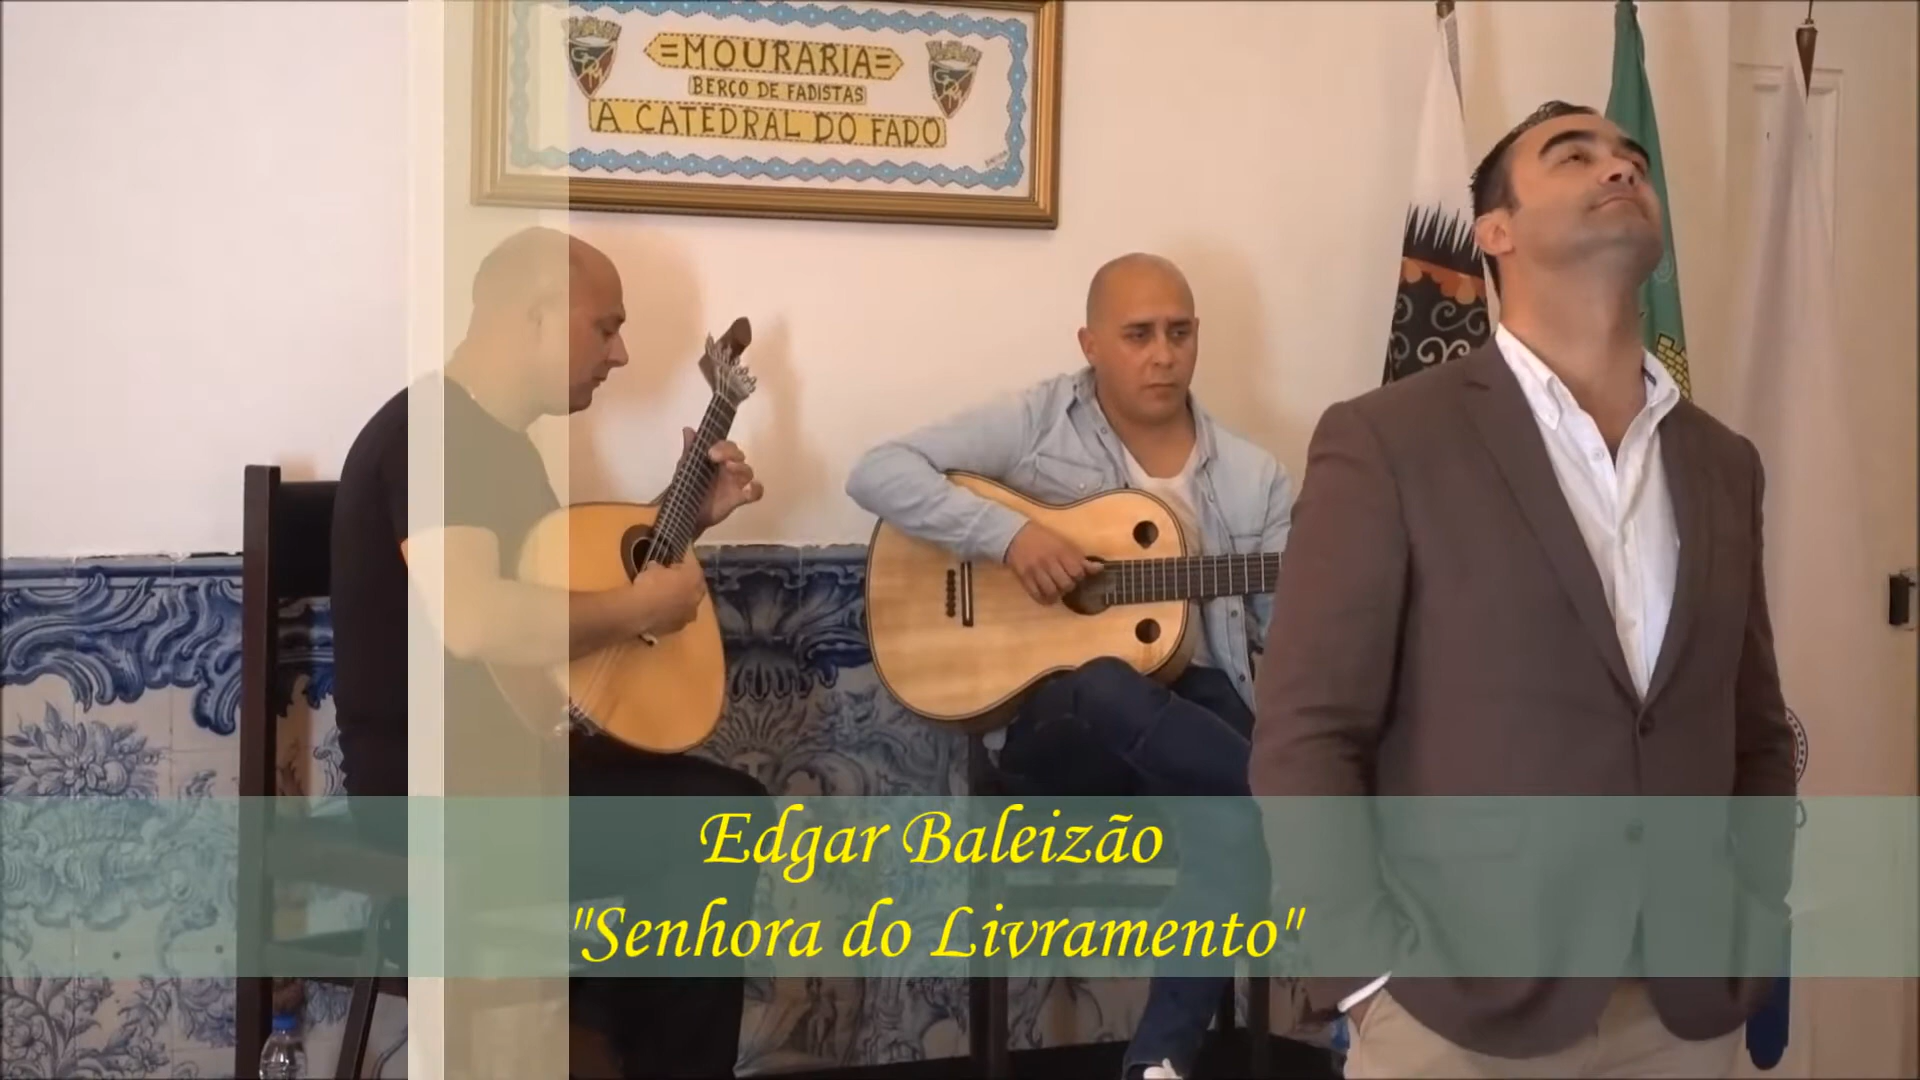 =MOURARIA=
BERÇO DE FADISTAS
A CATEDRAL DO FADO
Edgar Baleizão
"Senhora do Livramento"